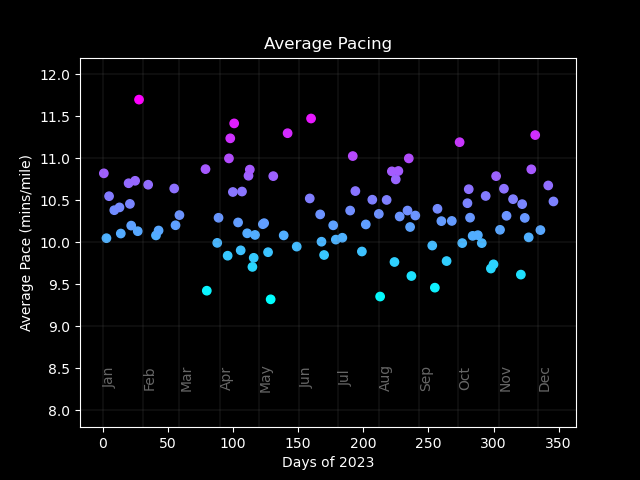 Average Pacing
Average Pace (mins/mile)
12.0
11.5
11.0
10.5
10.0
9.5
9.0
8.5
8.0
Jan Feb Mar Apr May Jun Jul Aug Sep Oct Nov Dec
0 50 100 150 200 250 300 350
Days of 2023